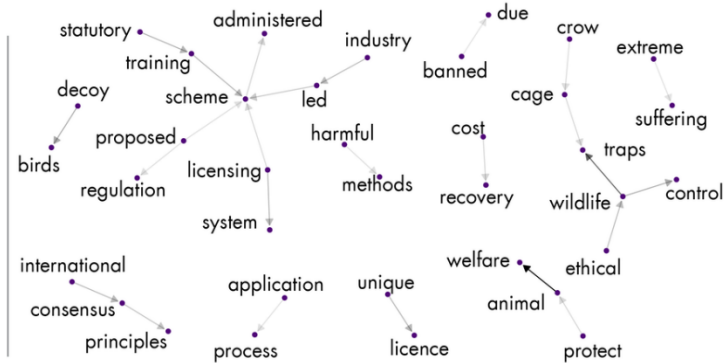 statutory
administered
due
crow
training
industry
banned
extreme
decoy
scheme
led
cage
suffering
birds
proposed
harmful
cost
traps
regulation
licensing
methods
recovery
wildlife
control
system
international
welfare
ethical
consensus
application
unique
animal
principles
process
licence
protect